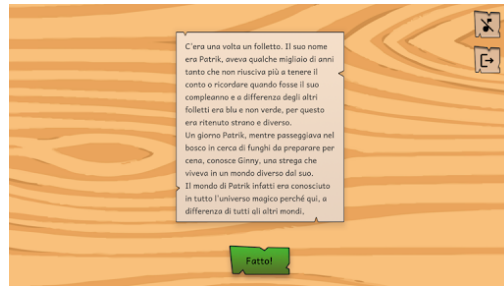 C'era una volta un folletto. Il suo nome
era Patrik, aveva qualche migliaio di anni
tanto che non riusciva più a tenere il
conto o ricordare quando fosse il suo
compleanno e a differenza degli altri
folletti era blu e non verde, per questo
era ritenuto strano e diverso.
Un giorno Patrik, mentre passeggiava nel
bosco in cerca di funghi da preparare per
cena, conosce Ginny, una strega che
viveva in un mondo diverso dal suo.
Il mondo di Patrik infatti era conosciuto
in tutto l'universo magico perché qui, a
differenza di tutti gli altri mondi,
Fatto!